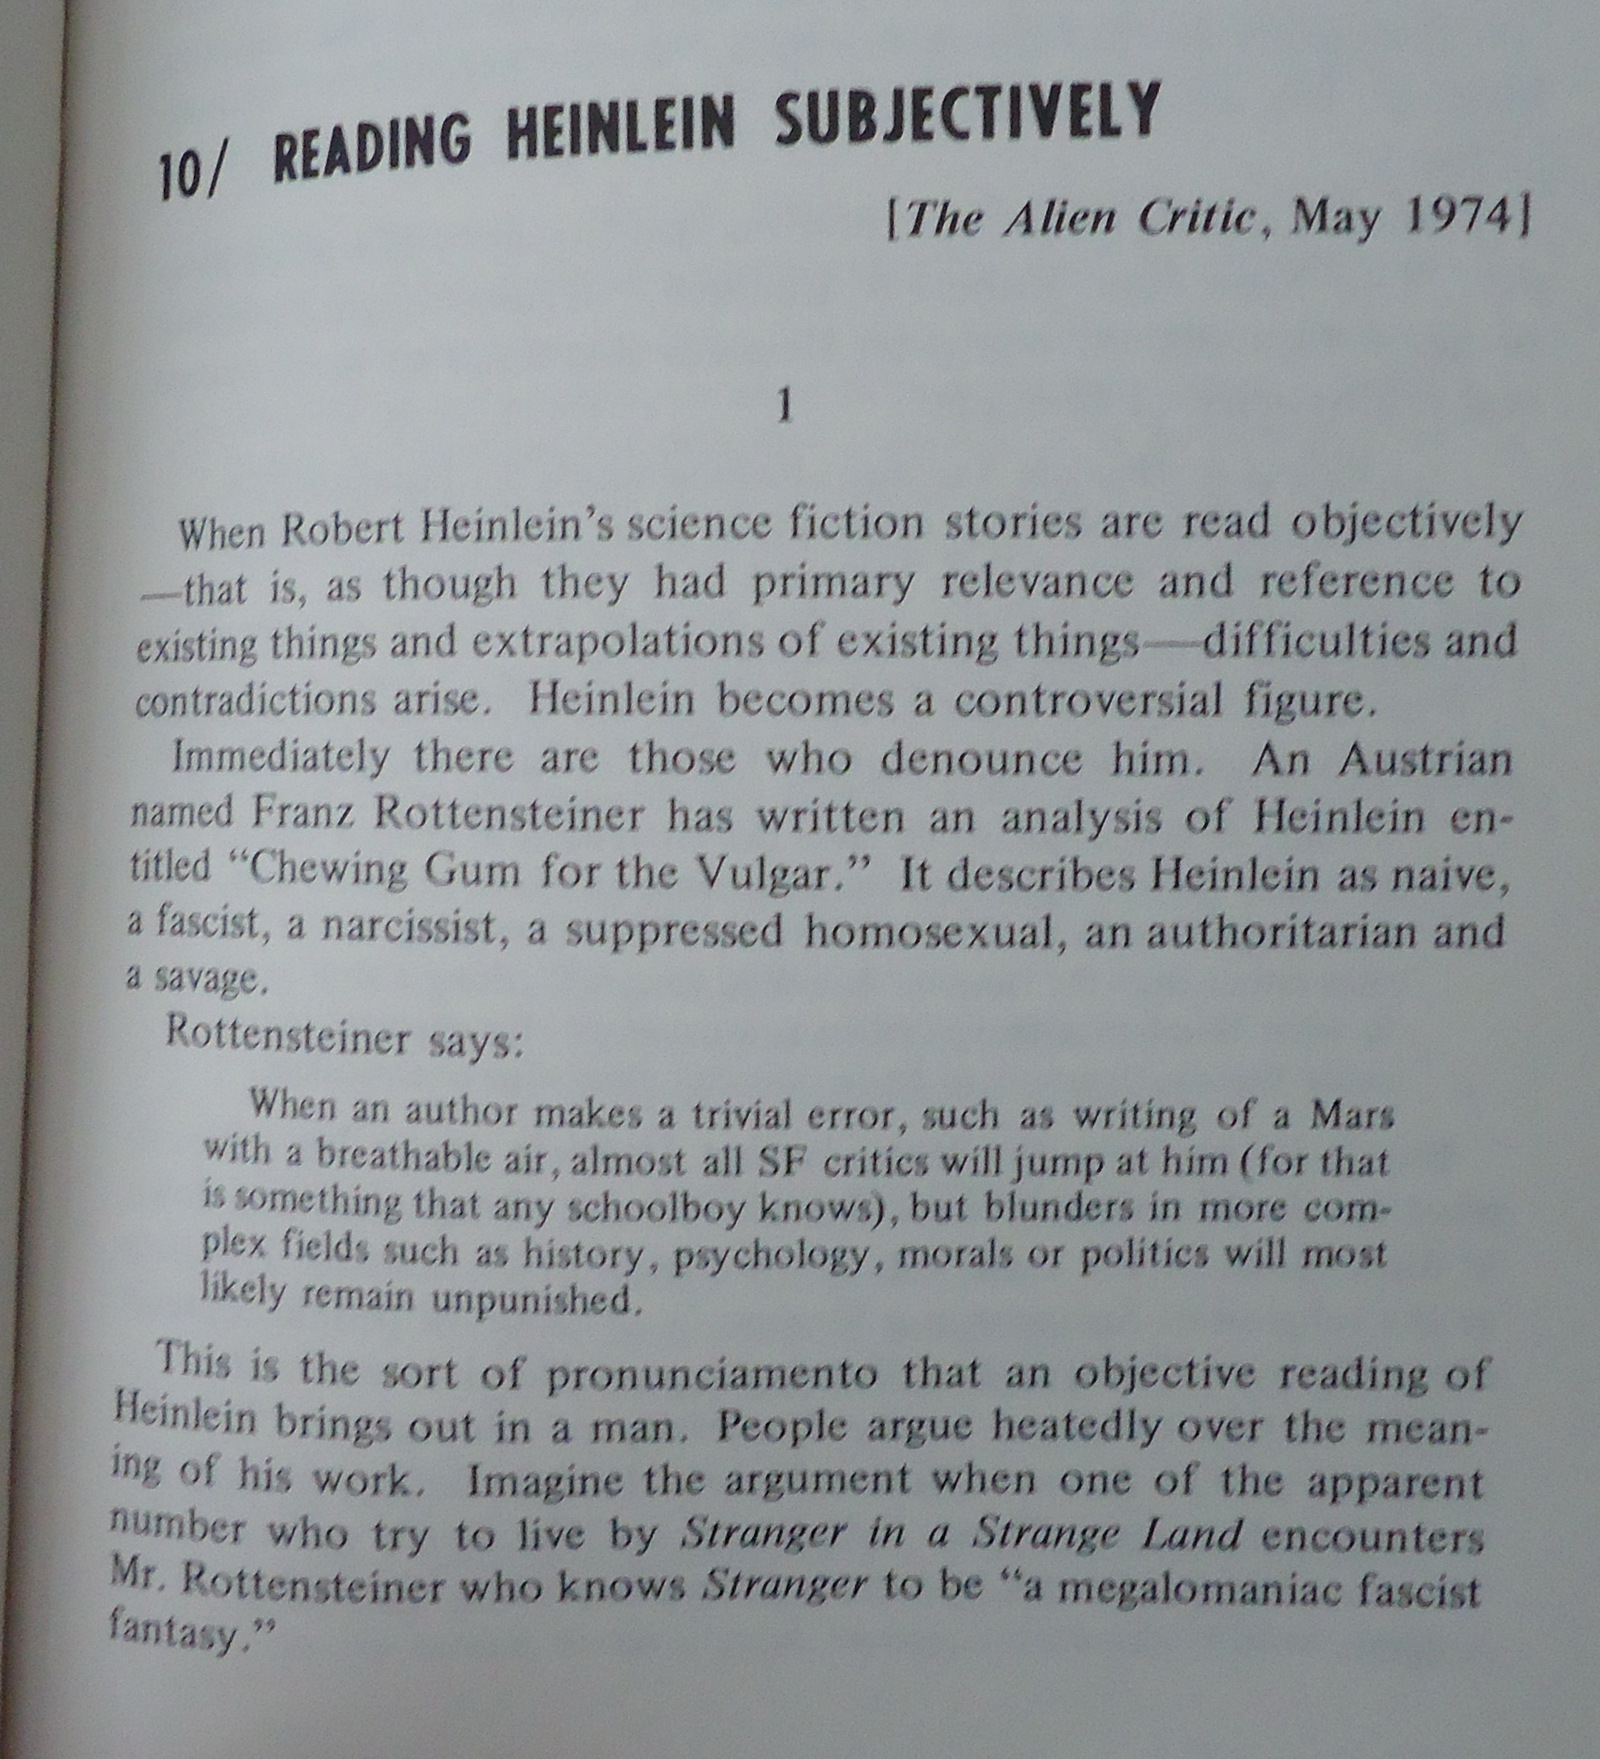 10/ READING HEINLEIN SUBJECTIVELY
[The Alien Critic, May 1974]
1
When Robert Heinlein's science fiction stories are read objectively
—that is, as though they had primary relevance and reference to
existing things and extrapolations of existing things—difficulties and
contradictions arise. Heinlein becomes a controversial figure.
Immediately there are those who denounce him. An Austrian
named Franz Rottensteiner has written an analysis of Heinlein en-
titled “Chewing Gum for the Vulgar.” It describes Heinlein as naive,
a fascist, a narcissist, a suppressed homosexual, an authoritarian and
a savage.
Rottensteiner says:
When an author makes a trivial error, such as writing of a Mars
with a breathable air, almost all SF critics will jump at him (for that
is something that any schoolboy knows), but blunders in more com-
plex fields such as history, psychology, morals or politics will most
likely remain unpunished.
This is the sort of pronunciamento that an objective reading of
Heinlein brings out in a man. People argue heatedly over the mean-
ing of his work. Imagine the argument when one of the apparent
number who try to live by Stranger in a Strange Land encounters
Mr. Rottensteiner who knows Stranger to be “a megalomaniac fascist
fantasy.”